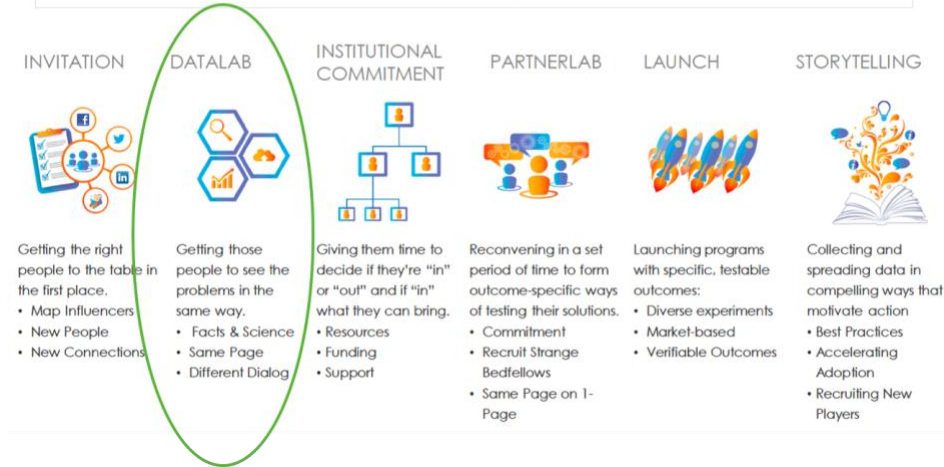 INVITATION
Getting the right
people to the table in
the first place.
• Map Influencers
• New People
• New Connections
DATALAB
Getting those
people to see the
problems in the
same way.
• Facts & Science
• Same Page
• Different Dialog
INSTITUTIONAL
COMMITMENT
Giving them time to
decide if they're “in”
or “out” and if “in”
what they can bring.
• Resources
• Funding
• Support
PARTNERLAB
Reconvening in a set
period of time to form
outcome-specific ways
of testing their solutions.
• Commitment
• Recruit Strange
Bedfellows
• Same Page on 1-
Page
LAUNCH
Launching programs
with specific, testable
outcomes:
• Diverse experiments
• Market-based
• Verifiable Outcomes
STORYTELLING
Collecting and
spreading data in
compelling ways that
motivate action
• Best Practices
• Accelerating
Adoption
• Recruiting New
Players